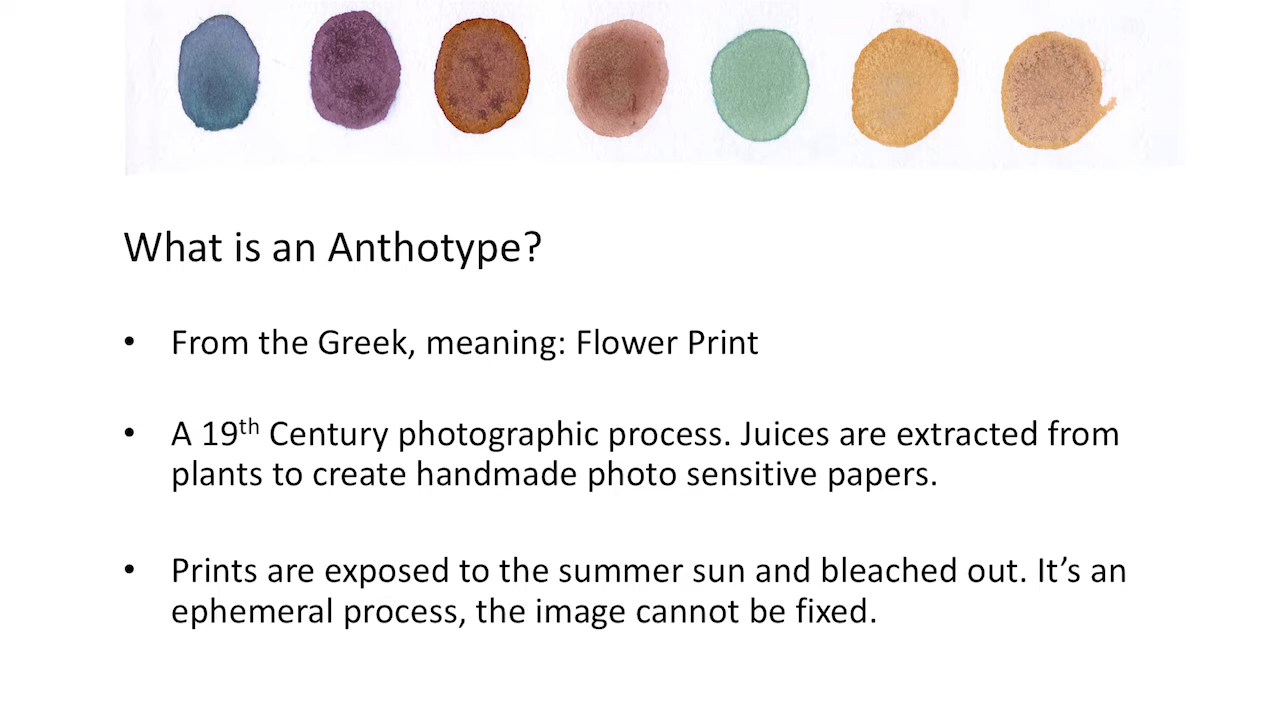 What is an Anthotype?
• From the Greek, meaning: Flower Print
• A 19th Century photographic process. Juices are extracted from
plants to create handmade photo sensitive papers.
• Prints are exposed to the summer sun and bleached out. It’s an
ephemeral process, the image cannot be fixed.